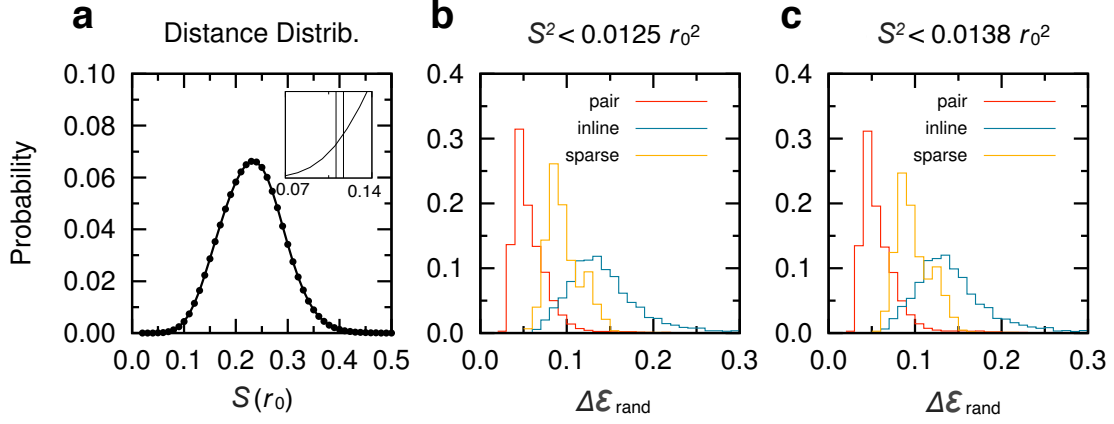 a
Distance Distrib.
Probability
0.10
0.08
0.06
0.04
0.02
0.00
0.0 0.1 0.2 0.3 0.4 0.5
S(r₀)
0.07 0.14
b
S² < 0.0125 r₀²
0.4
0.3
0.2
0.1
0.0
0.0 0.1 0.2 0.3
pair
inline
sparse
Δℰrand
c
S² < 0.0138 r₀²
0.4
0.3
0.2
0.1
0.0
0.0 0.1 0.2 0.3
pair
inline
sparse
Δℰrand